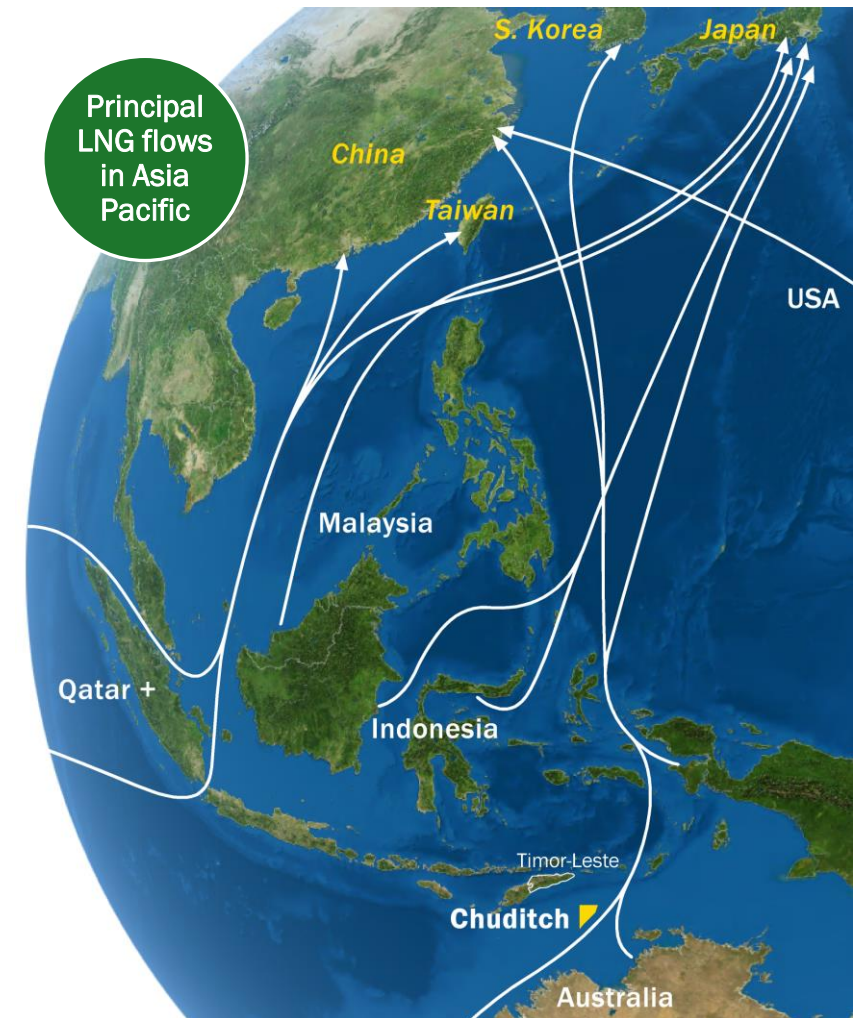 S. Korea
Japan
Principal
LNG flows
in Asia
Pacific
China
Taiwan
USA
Malaysia
Qatar +
Indonesia
Timor-Leste
Chuditch
Australia